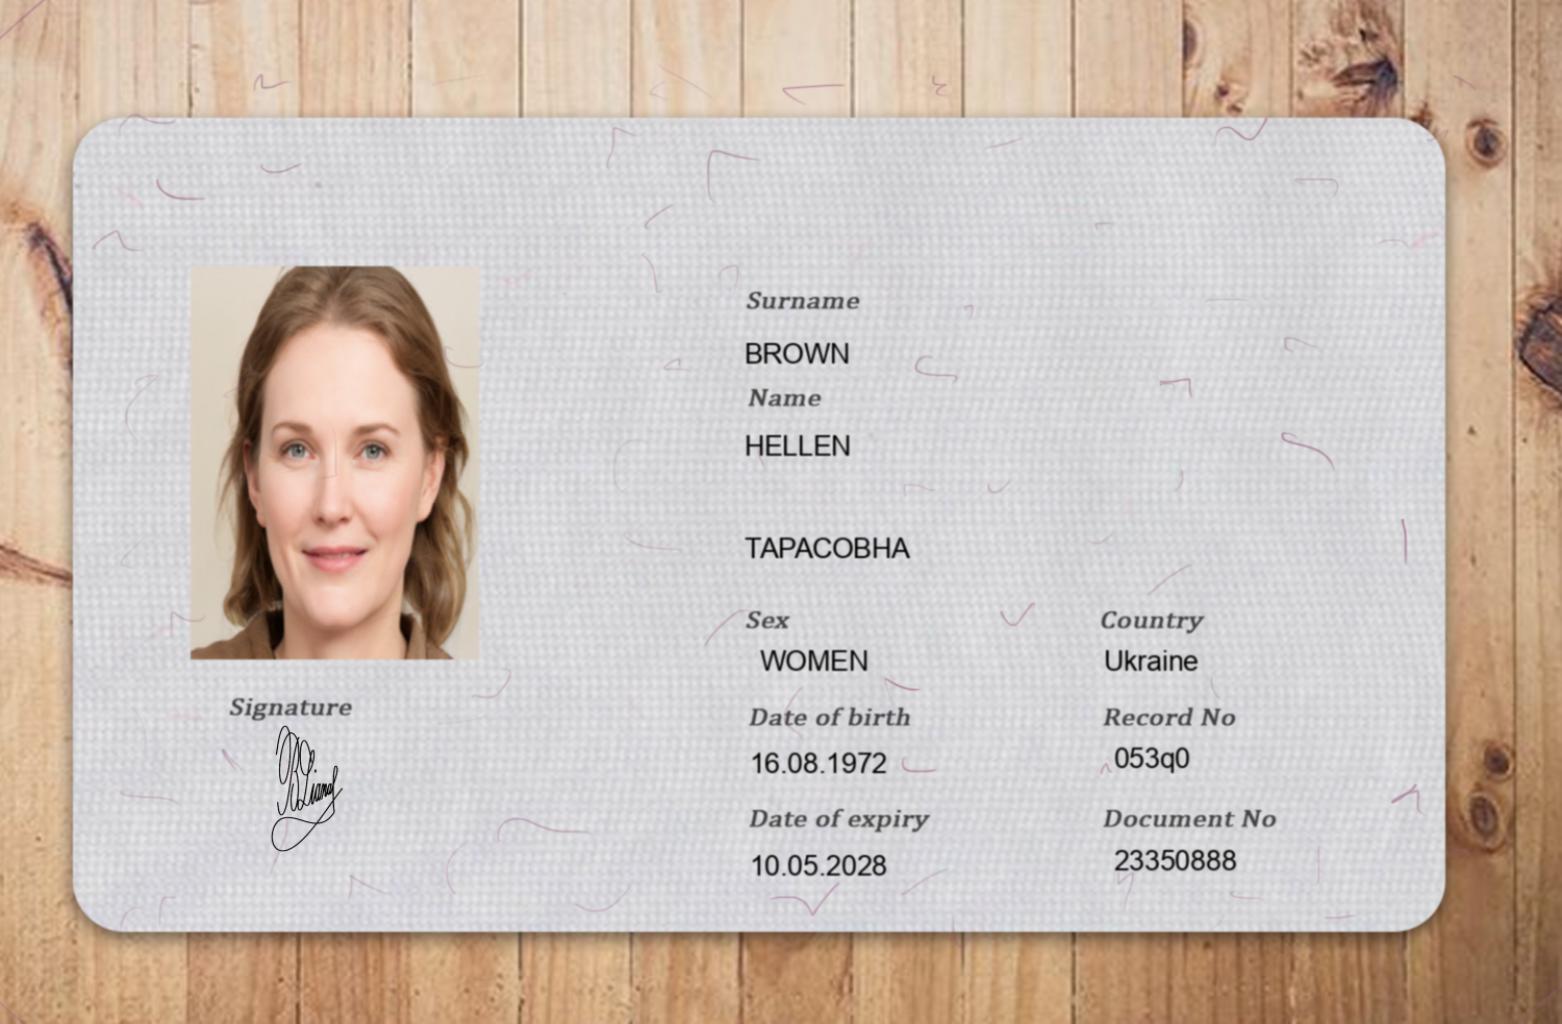 Surname
BROWN
Name
HELLEN
TAPACOBHA
Sex
WOMEN
Country
Ukraine
Date of birth
16.08.1972
Record No
053q0
Date of expiry
10.05.2028
Document No
23350888
Signature